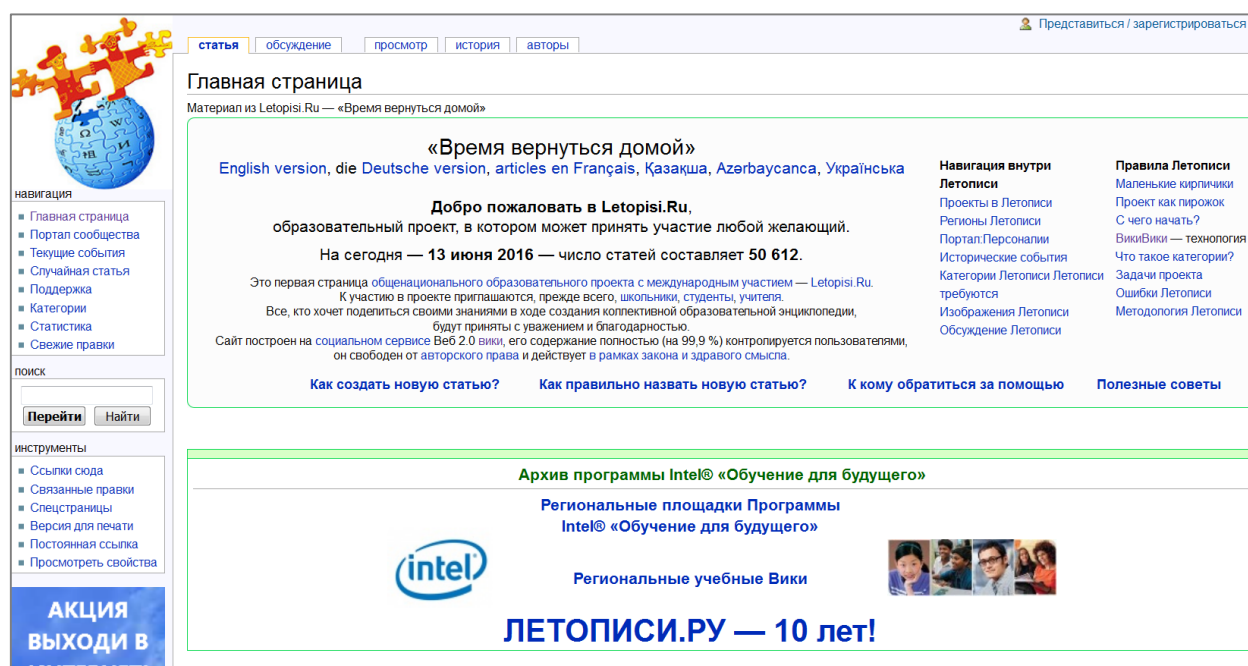 Представиться / зарегистрироваться
статья
обсуждение
просмотр
история
авторы
Главная страница
Материал из Letopisi.Ru — «Время вернуться домой»
«Время вернуться домой»
English version, die Deutsche version, articles en Français, Қазақша, Azərbaycanca, Українська
Добро пожаловать в Letopisi.Ru,
образовательный проект, в котором может принять участие любой желающий.
На сегодня — 13 июня 2016 — число статей составляет 50 612.
Это первая страница общенационального образовательного проекта с международным участием — Letopisi.Ru.
К участию в проекте приглашаются, прежде всего, школьники, студенты, учителя.
Все, кто хочет поделиться своими знаниями в ходе создания коллективной образовательной энциклопедии,
будут приняты с уважением и благодарностью.
Сайт построен на социальном сервисе Веб 2.0 вики, его содержание полностью (на 99,9 %) контролируется пользователями,
он свободен от авторского права и действует в рамках закона и здравого смысла.
Навигация внутри
Летописи
Проекты в Летописи
Регионы Летописи
Портал:Персоналии
Исторические события
Категории Летописи Летописи
требуются
Изображения Летописи
Обсуждение Летописи
Правила Летописи
Маленькие кирпичики
Проект как пирожок
С чего начать?
ВикиВики — технология
Что такое категории?
Задачи проекта
Ошибки Летописи
Методология Летописи
Как создать новую статью?
Как правильно назвать новую статью?
К кому обратиться за помощью
Полезные советы
навигация
Главная страница
Портал сообщества
Текущие события
Случайная статья
Поддержка
Категории
Статистика
Свежие правки
поиск
Перейти
Найти
инструменты
Ссылки сюда
Связанные правки
Спецстраницы
Версия для печати
Постоянная ссылка
Просмотреть свойства
АКЦИЯ
ВЫХОДИ В
Архив программы Intel® «Обучение для будущего»
Региональные площадки Программы
Intel® «Обучение для будущего»
intel
Региональные учебные Вики
ЛЕТОПИСИ.РУ — 10 лет!